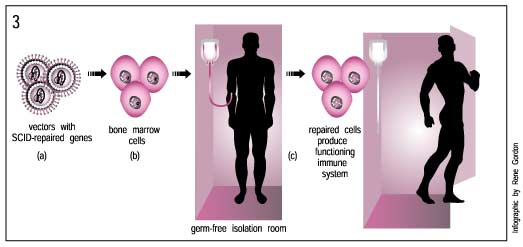 3
vectors with
SCID-repaired genes
(a)
bone marrow
cells
(b)
germ-free isolation room
(c)
repaired cells
produce
functioning
immune
system
Infographic by Rene Gordon